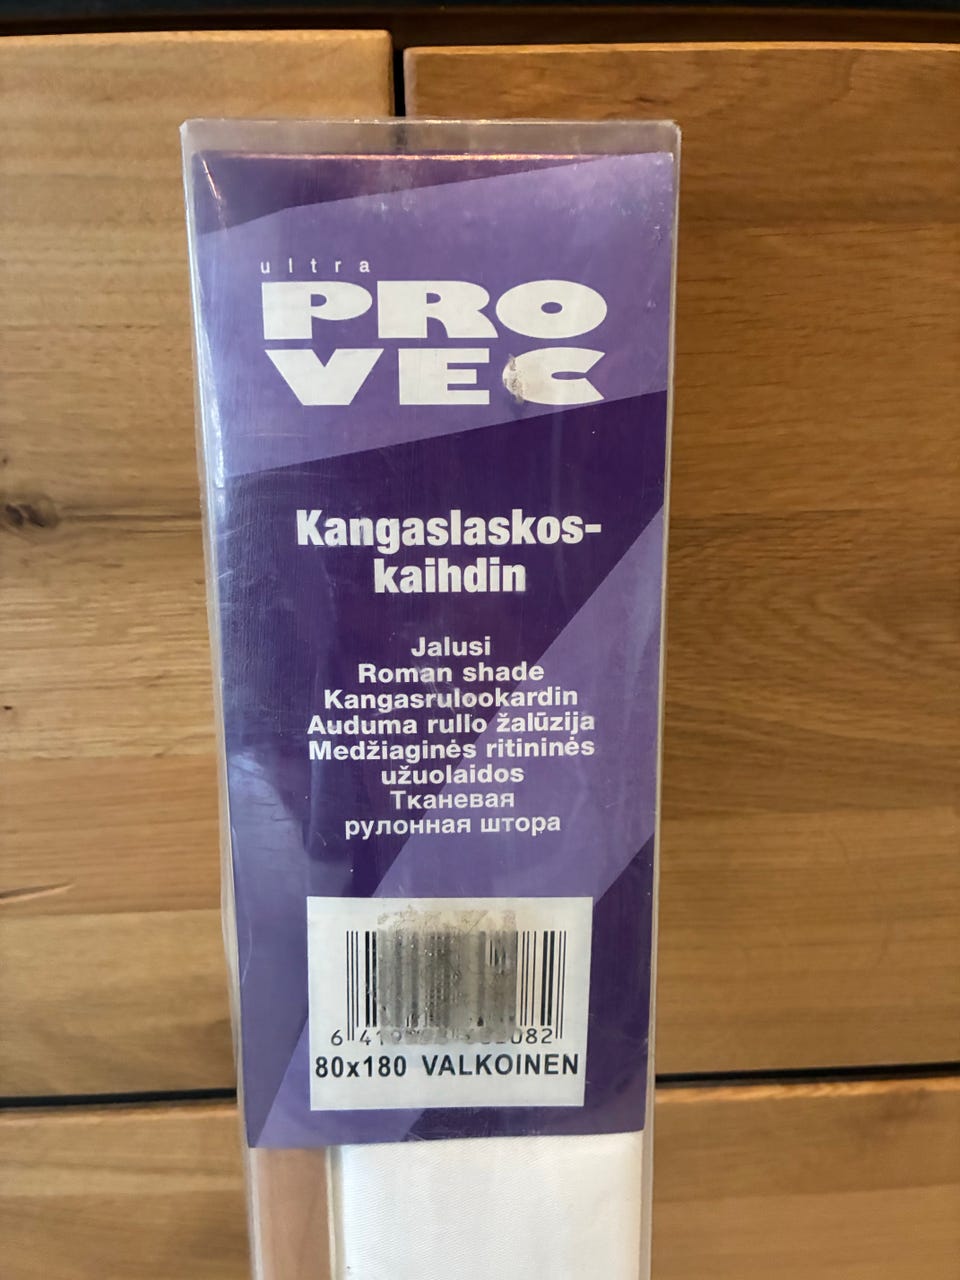 ultra
PRO
VEC
Kangaslaskos-
kaihdin
Jalusi
Roman shade
Kangasrulookardin
Auduma rullo žalūzija
Medžiaginės ritininės
užuolaidos
Тканевая
рулонная штора
80x180 VALKOINEN